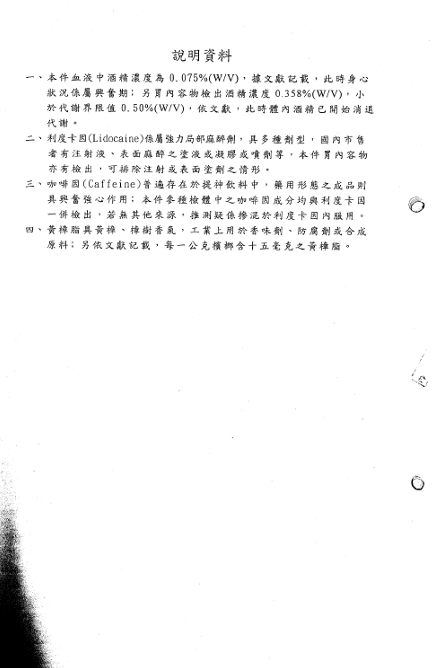 說明資料
一、本件血液中酒精濃度為 0.075%(W/V)，據文獻記載，此時身心
狀況係屬興奮期；另胃內容物檢出酒精濃度 0.358%(W/V)，小
於代謝界限值 0.50%(W/V)，依文獻，此時體內酒精已開始消退
代謝。
二、利度卡因(Lidocaine)係屬強力局部麻醉劑，具多種劑型，國內市售
者有注射液、表面麻醉之塗液或凝膠或噴劑等，本件胃內容物
亦有檢出，可排除注射或表面塗劑之情形。
三、咖啡因(Caffeine)普遍存在於提神飲料中，藥用形態之成品則
具興奮強心作用；本件多種檢體中之咖啡因成分均與利度卡因
一併檢出，若無其他來源，推測疑係摻混於利度卡因內服用。
四、黃樟脂具黃樟、樟樹香氣，工業上用於香味劑、防腐劑或合成
原料；另依文獻記載，每一公克檳榔含十五毫克之黃樟脂。